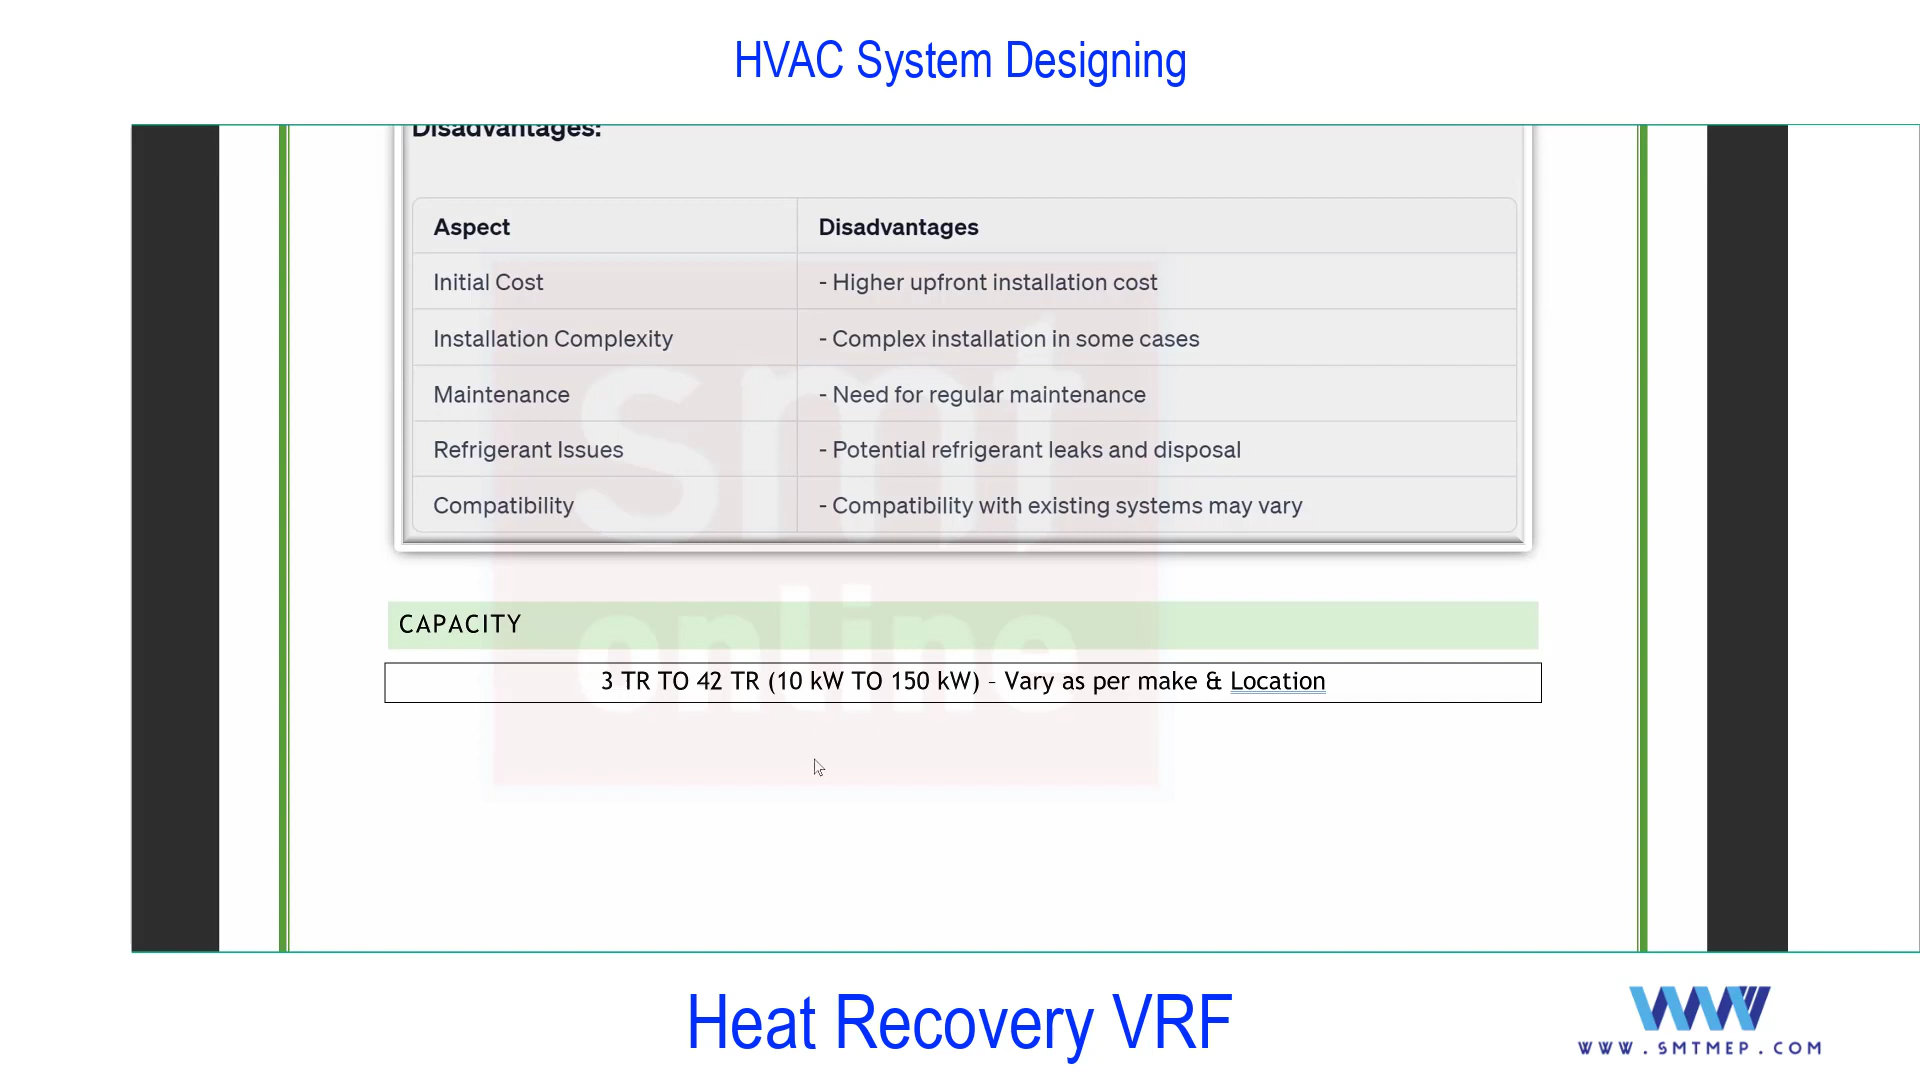 HVAC System Designing
Disadvantages:
Aspect Disadvantages
Initial Cost - Higher upfront installation cost
Installation Complexity - Complex installation in some cases
Maintenance - Need for regular maintenance
Refrigerant Issues - Potential refrigerant leaks and disposal
Compatibility - Compatibility with existing systems may vary
smt
online
CAPACITY
3 TR TO 42 TR (10 kW TO 150 kW) – Vary as per make & Location
Heat Recovery VRF
WWW.SMTMEP.COM